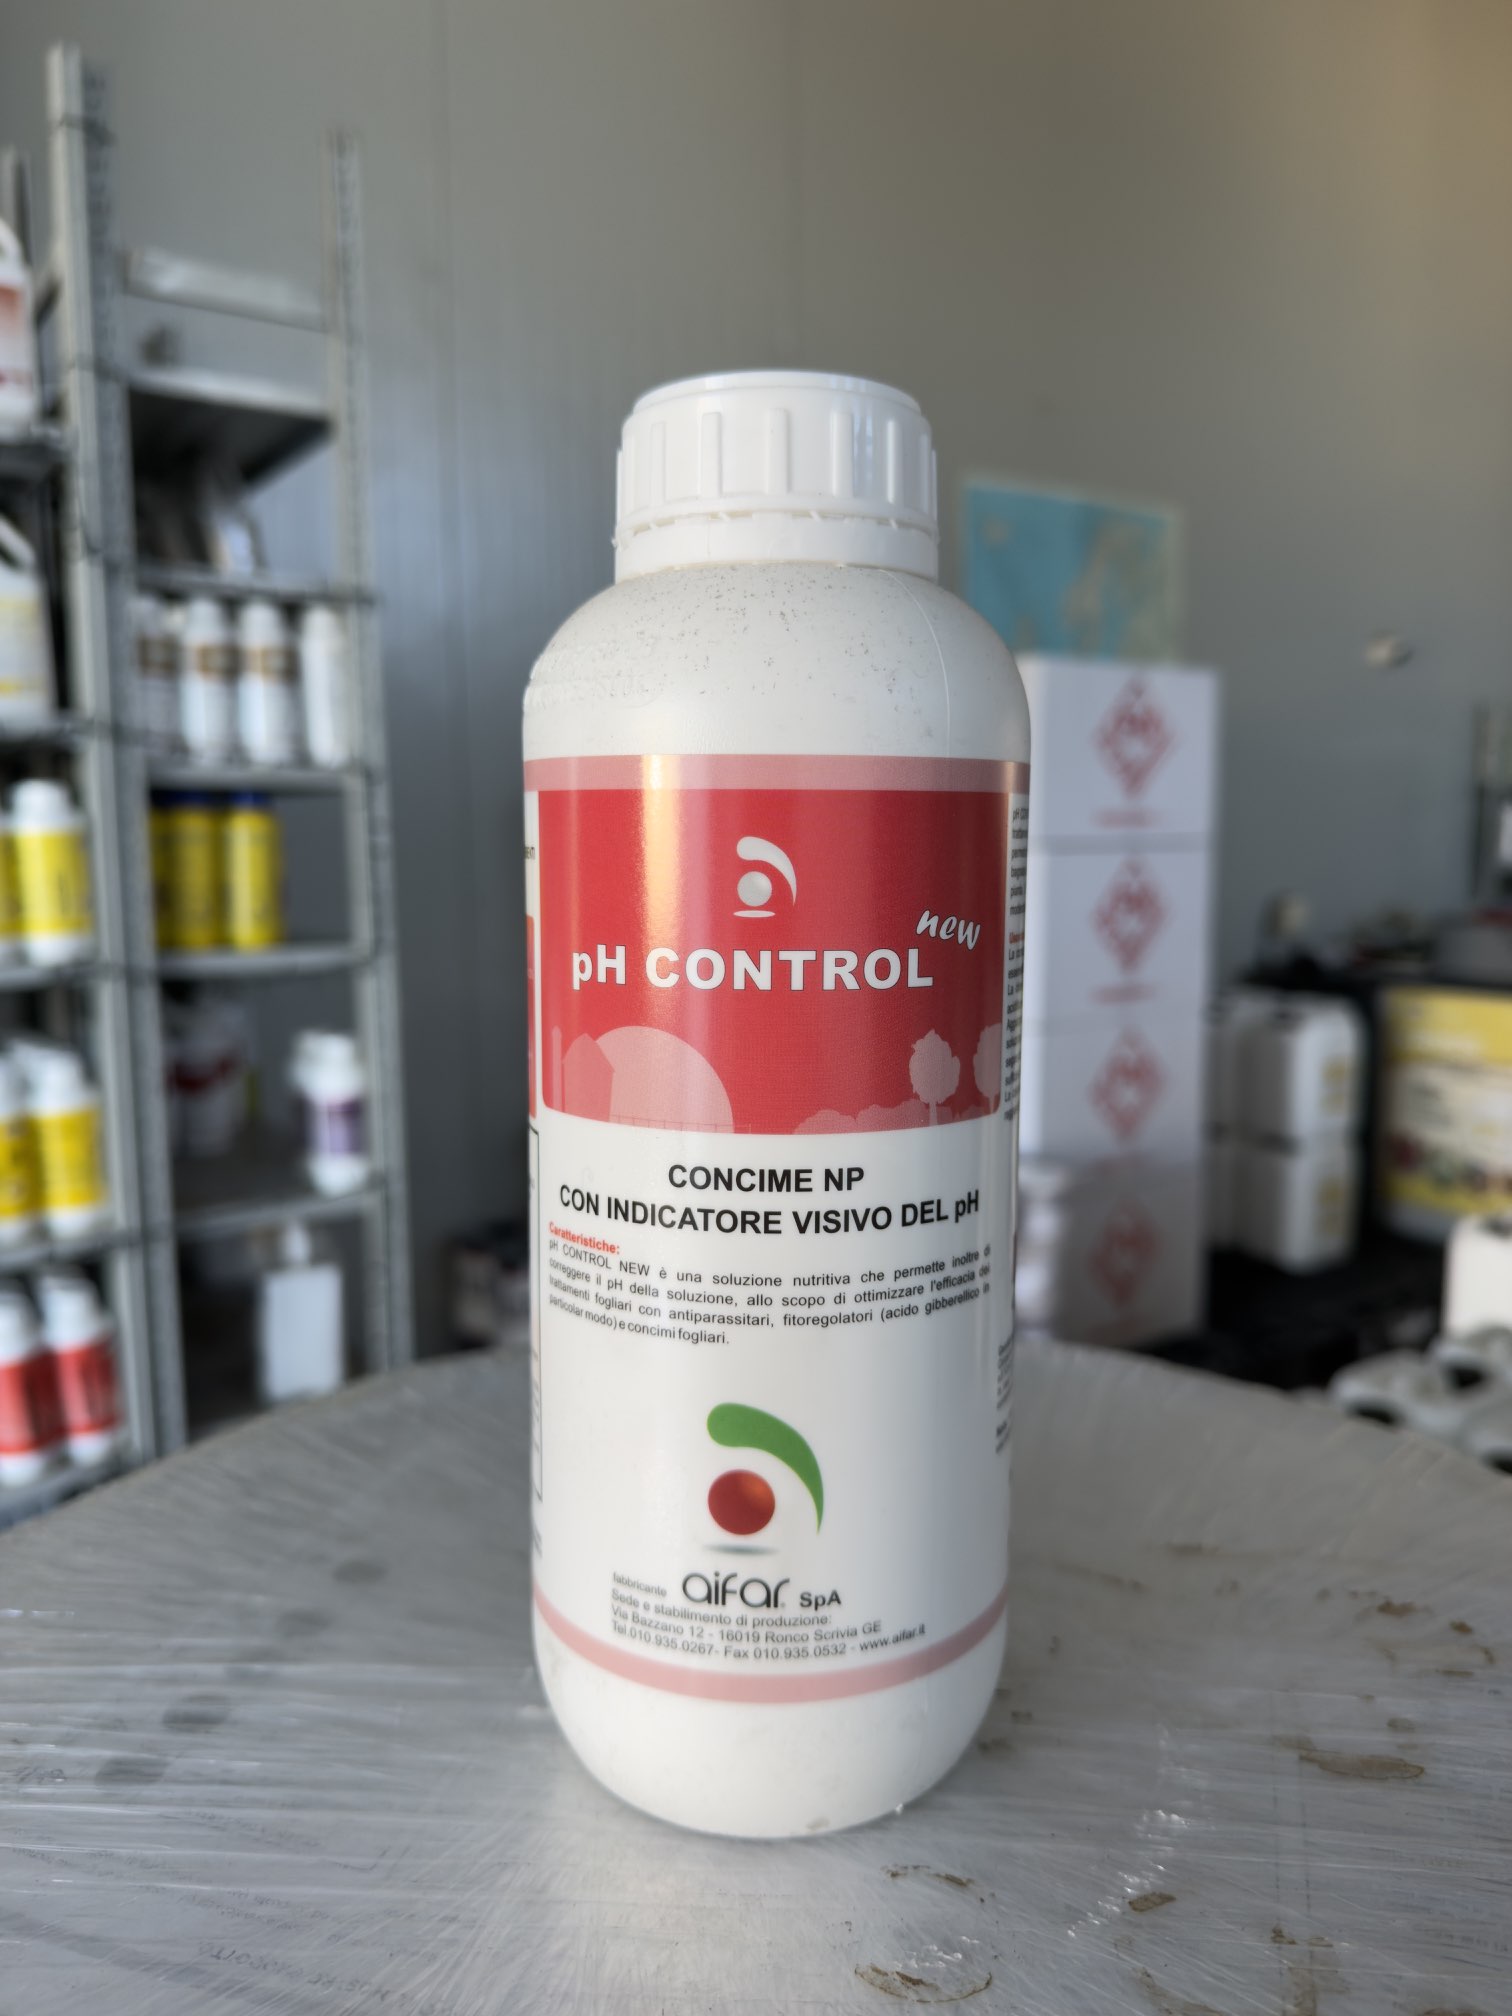 new
pH CONTROL
CONCIME NP
CON INDICATORE VISIVO DEL pH
Caratteristiche:
pH CONTROL NEW è una soluzione nutritiva che permette inoltre di
correggere il pH della soluzione, allo scopo di ottimizzare l'efficacia dei
trattamenti fogliari con antiparassitari, fitoregolatori (acido gibberellico in
particolar modo) e concimi fogliari.
fabbricante aifar SpA
Sede e stabilimento di produzione:
Via Bazzano 12 - 16019 Ronco Scrivia GE
Tel.010.935.0267- Fax 010.935.0532 - www.aifar.it